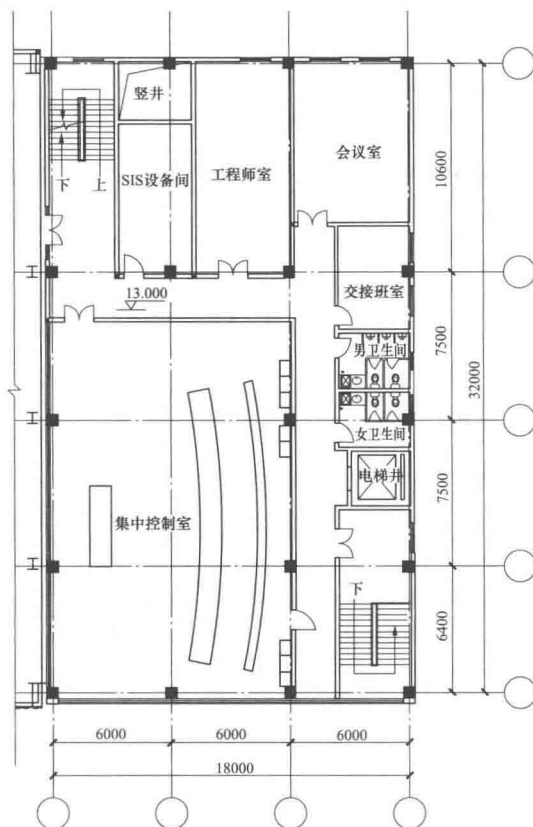 竖井
会议室
SIS设备间
工程师室
下
上
10600
交接班室
13.000
男卫生间
7500
32000
女卫生间
电梯井
7500
集中控制室
下
6400
6000
6000
6000
18000